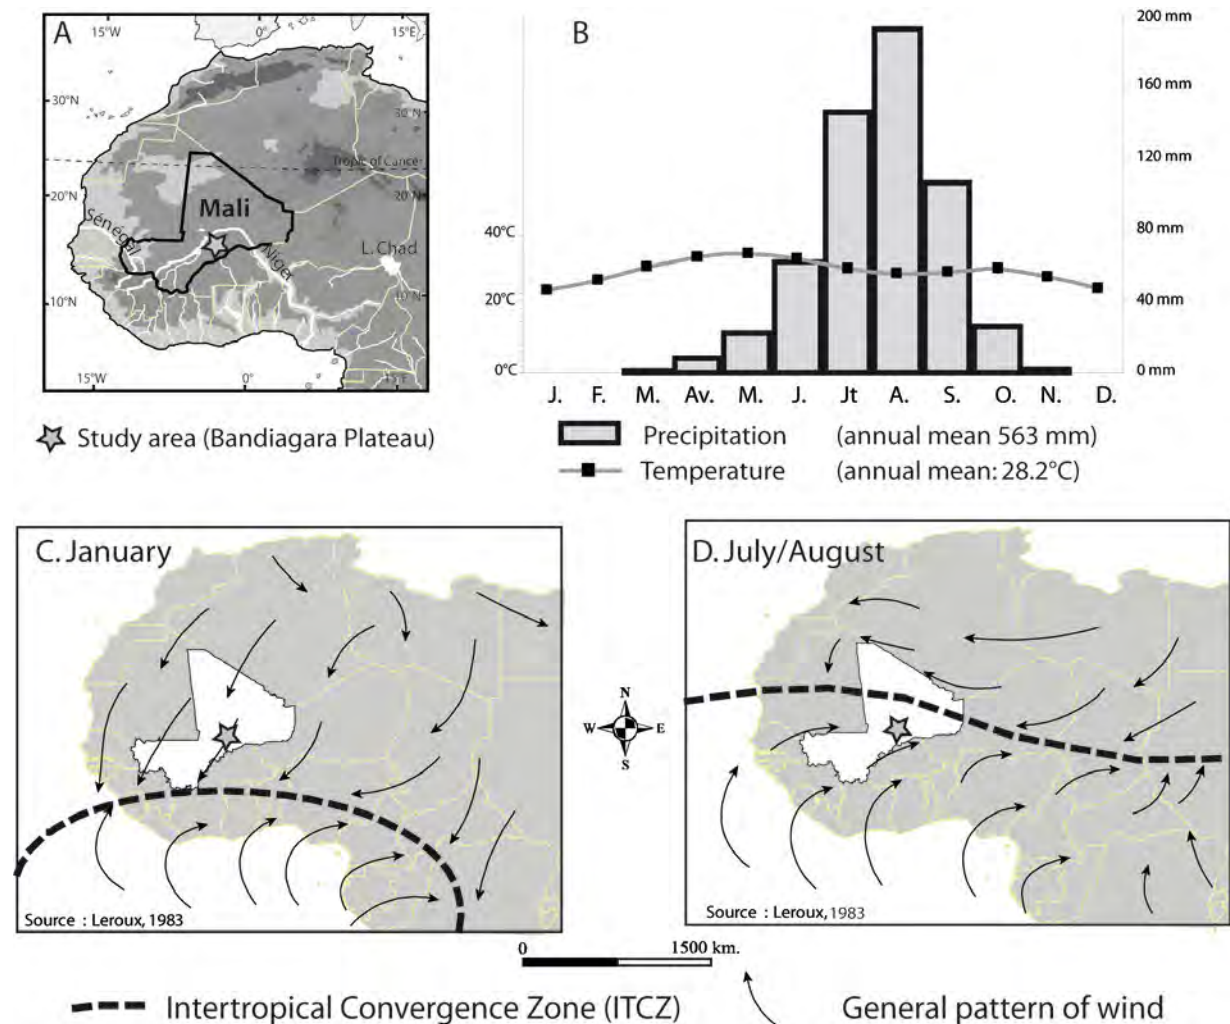 A
15°W
0°
15°E
30°N
30°N
Tropic of Cancer
20°N
20°N
Mali
Sénégal
Niger
L. Chad
10°N
10°N
15°W
0°
15 E
Study area (Bandiagara Plateau)
B
200 mm
160 mm
120 mm
80 mm
40 mm
0 mm
40°C
20°C
0°C
J. F. M. Av. M. J. Jt A. S. O. N. D.
Precipitation (annual mean 563 mm)
Temperature (annual mean: 28.2°C)
C. January
Source : Leroux, 1983
N
W E
S
D. July/August
Source : Leroux, 1983
0 1500 km.
Intertropical Convergence Zone (ITCZ)
General pattern of wind